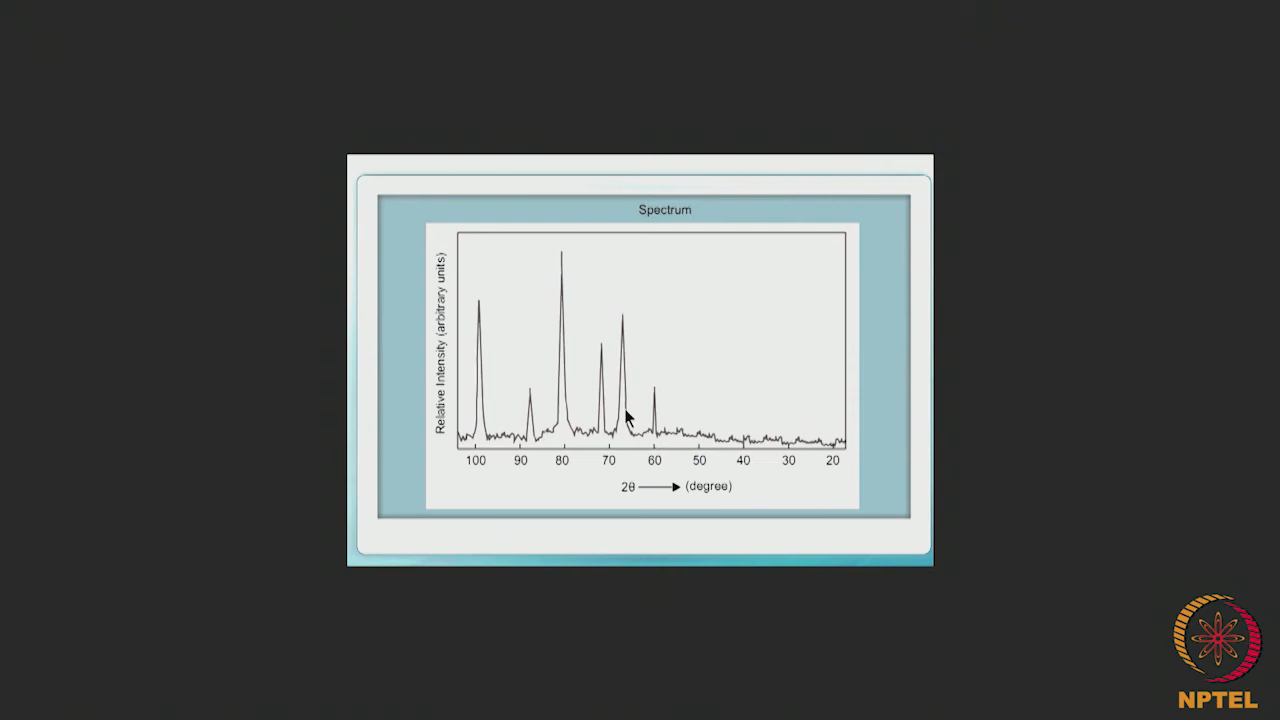 Spectrum
Relative Intensity (arbitrary units)
100 90 80 70 60 50 40 30 20
2θ (degree)
NPTEL